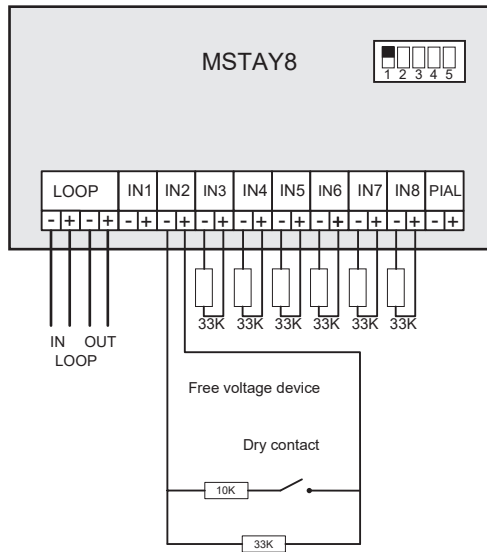 MSTAY8
1 2 3 4 5
LOOP IN1 IN2 IN3 IN4 IN5 IN6 IN7 IN8 PIAL
- + - + - + - + - + - + - + - + - + - + - +
33K 33K 33K 33K 33K 33K
IN OUT
LOOP
Free voltage device
Dry contact
10K
33K